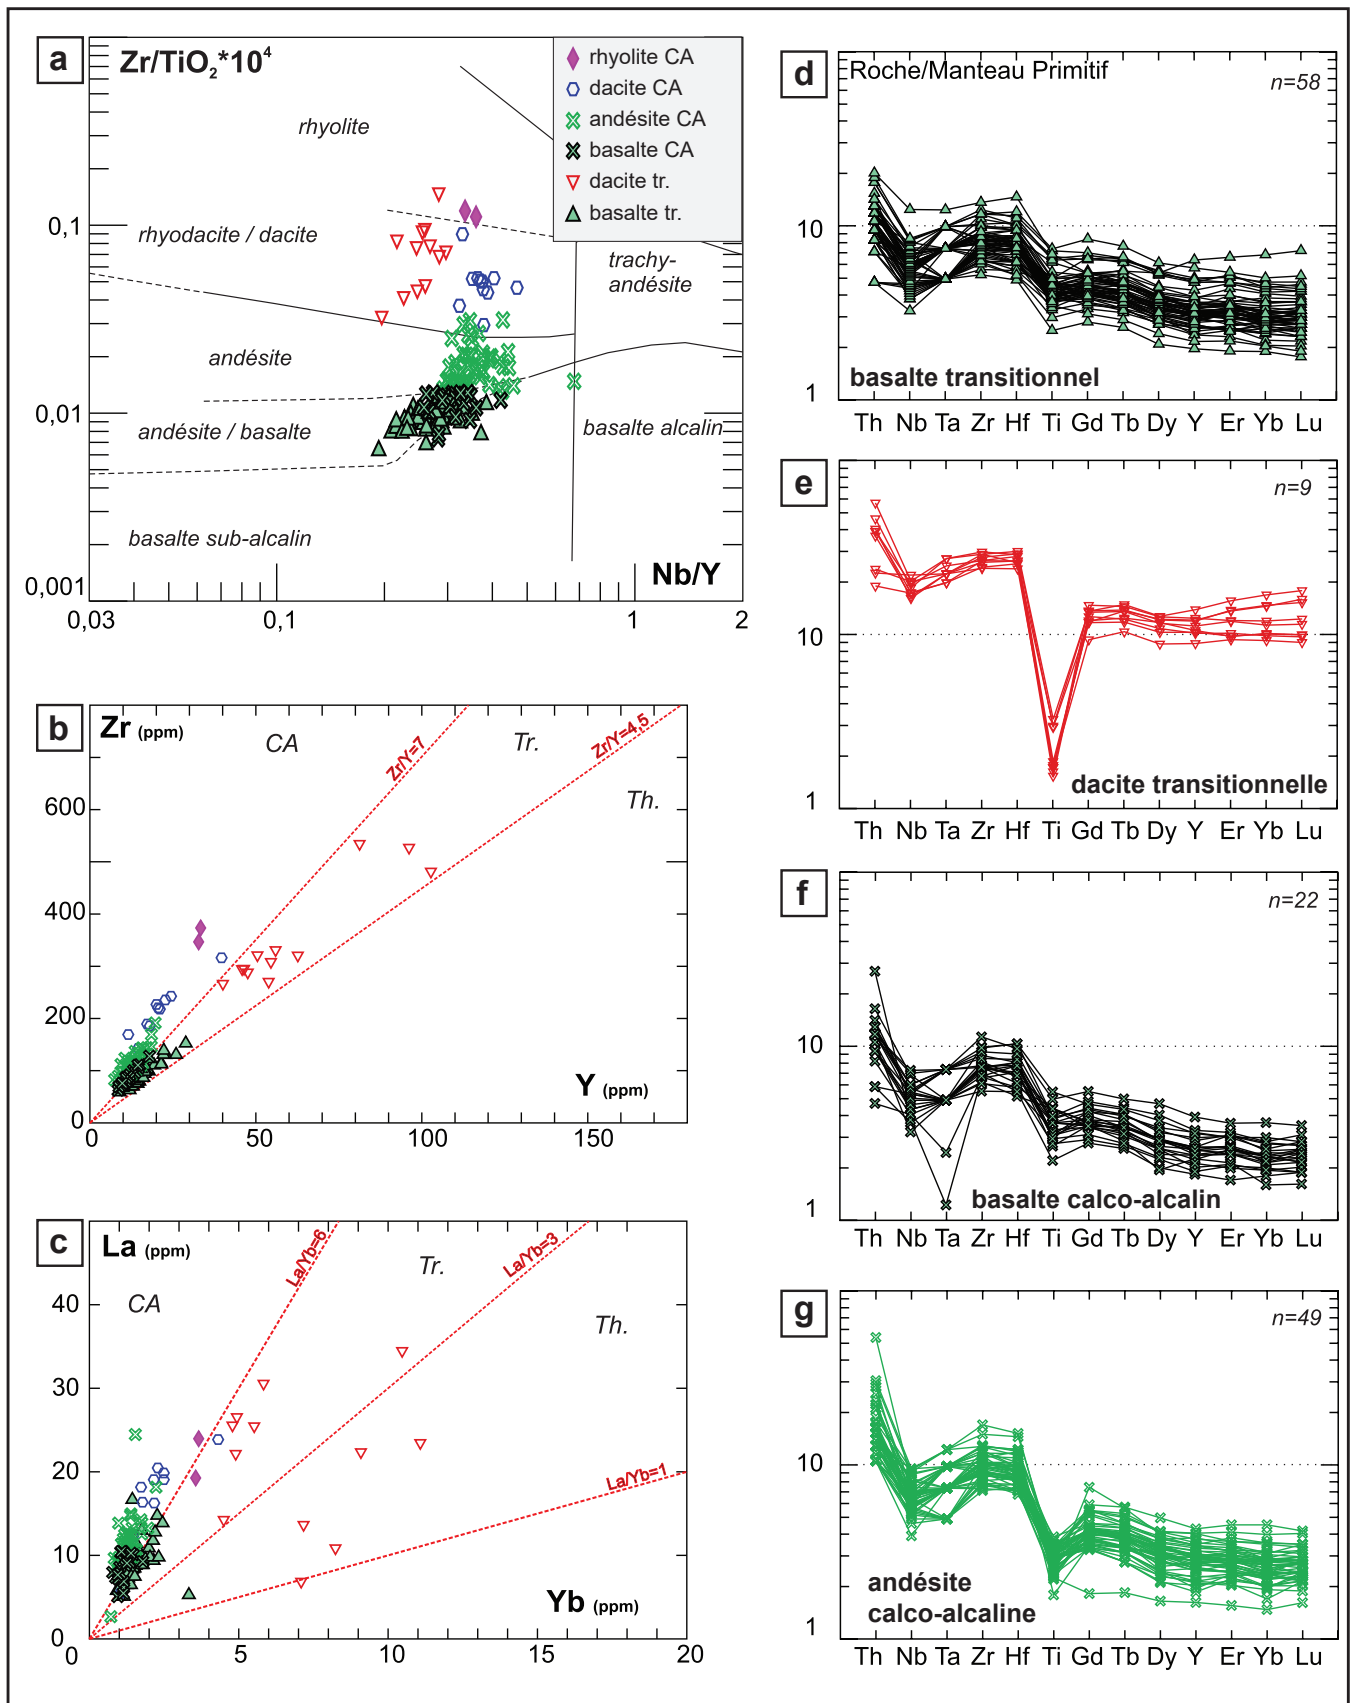 a
Zr/TiO2*10^4
rhyolite CA
dacite CA
andésite CA
basalte CA
dacite tr.
basalte tr.
rhyolite
0,1
rhyodacite / dacite
trachy-
andésite
andésite
0,01
andésite / basalte
basalte alcalin
basalte sub-alcalin
0,001
Nb/Y
0,03
0,1
1
2
b
Zr (ppm)
CA
Zr/Y=7
Tr.
Zr/Y=4,5
Th.
600
400
200
0
Y (ppm)
0
50
100
150
c
La (ppm)
CA
La/Yb=6
Tr.
La/Yb=3
Th.
40
30
20
10
0
La/Yb=1
Yb (ppm)
0
5
10
15
20
d
Roche/Manteau Primitif
n=58
10
basalte transitionnel
1
Th Nb Ta Zr Hf Ti Gd Tb Dy Y Er Yb Lu
e
n=9
10
dacite transitionnelle
1
Th Nb Ta Zr Hf Ti Gd Tb Dy Y Er Yb Lu
f
n=22
10
basalte calco-alcalin
1
Th Nb Ta Zr Hf Ti Gd Tb Dy Y Er Yb Lu
g
n=49
10
andésite
calco-alcaline
1
Th Nb Ta Zr Hf Ti Gd Tb Dy Y Er Yb Lu